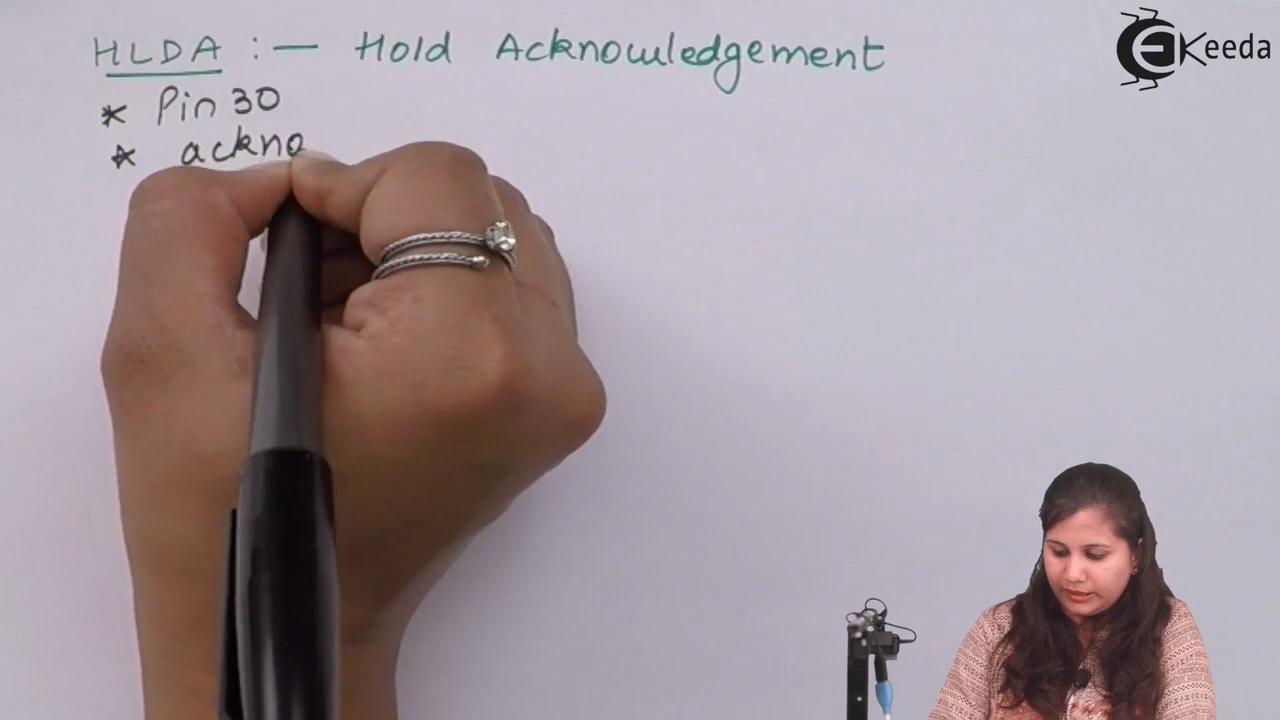 HLDA :— Hold Acknowledgement
* Pin 30
* ackno
Ekeeda